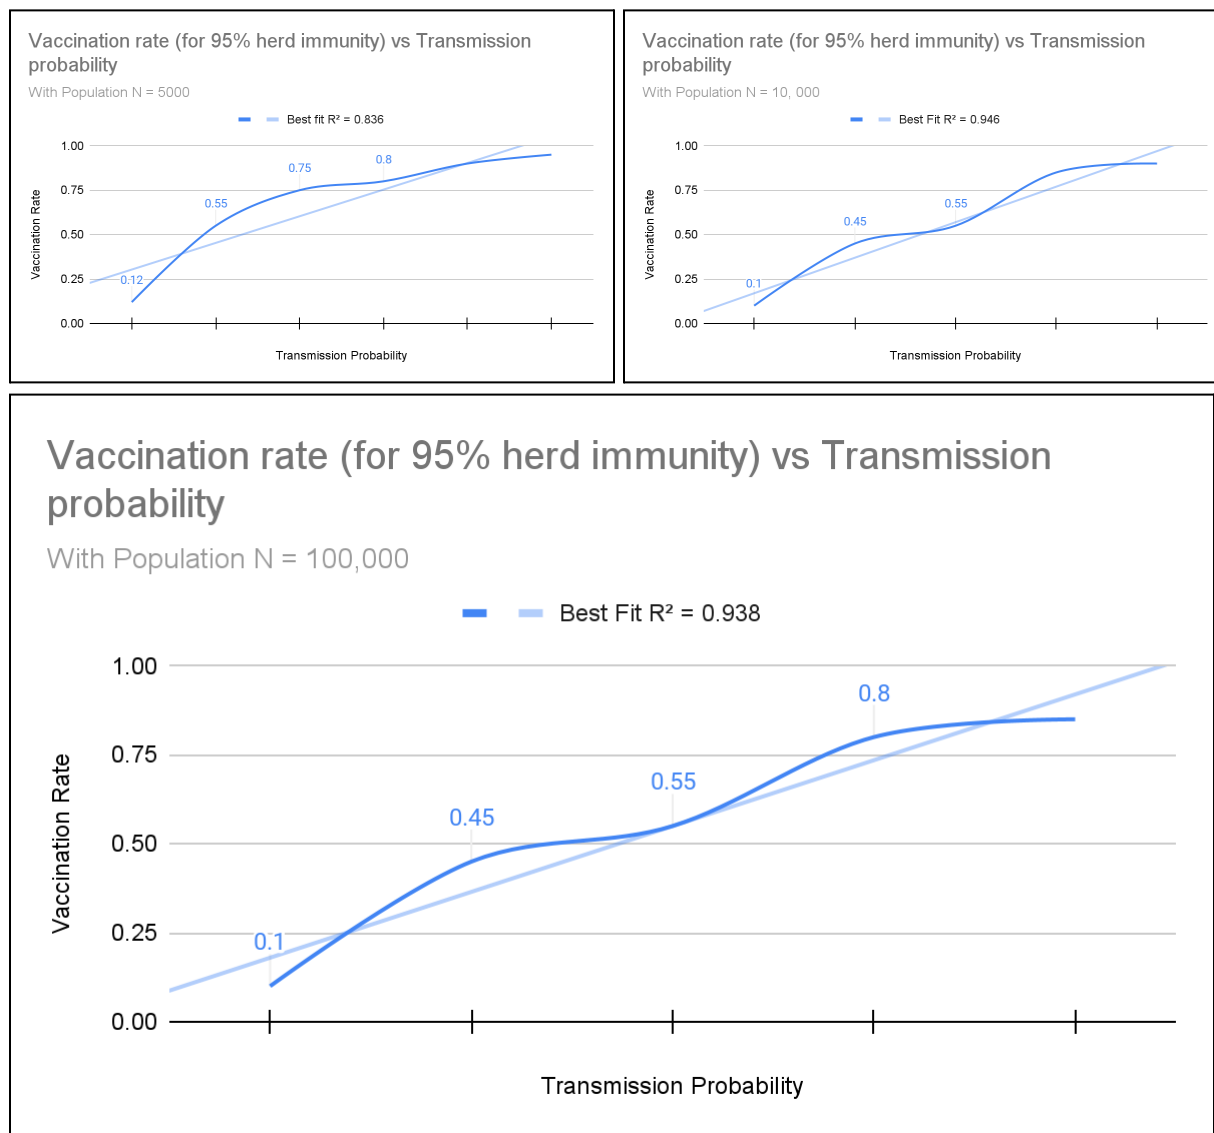 Vaccination rate (for 95% herd immunity) vs Transmission
probability
With Population N = 5000
Best fit R² = 0.836
1.00
0.75
0.50
0.25
0.00
Vaccination Rate
0.12
0.55
0.75
0.8
Transmission Probability
Vaccination rate (for 95% herd immunity) vs Transmission
probability
With Population N = 10, 000
Best Fit R² = 0.946
1.00
0.75
0.50
0.25
0.00
Vaccination Rate
0.1
0.45
0.55
Transmission Probability
Vaccination rate (for 95% herd immunity) vs Transmission
probability
With Population N = 100,000
Best Fit R² = 0.938
1.00
0.75
0.50
0.25
0.00
Vaccination Rate
0.1
0.45
0.55
0.8
Transmission Probability